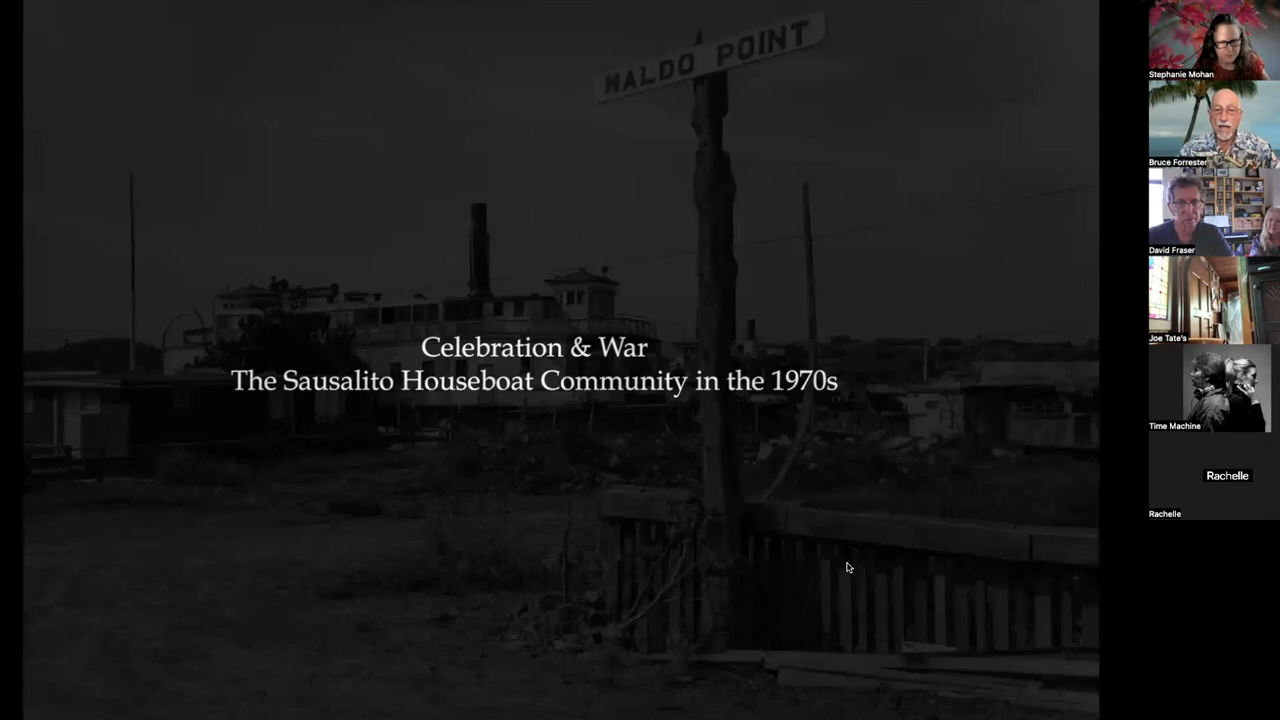 WALDO POINT
Celebration & War
The Sausalito Houseboat Community in the 1970s
Stephanie Mohan
Bruce Forrester
David Fraser
Joe Tate's
Time Machine
Rachelle
Rachelle